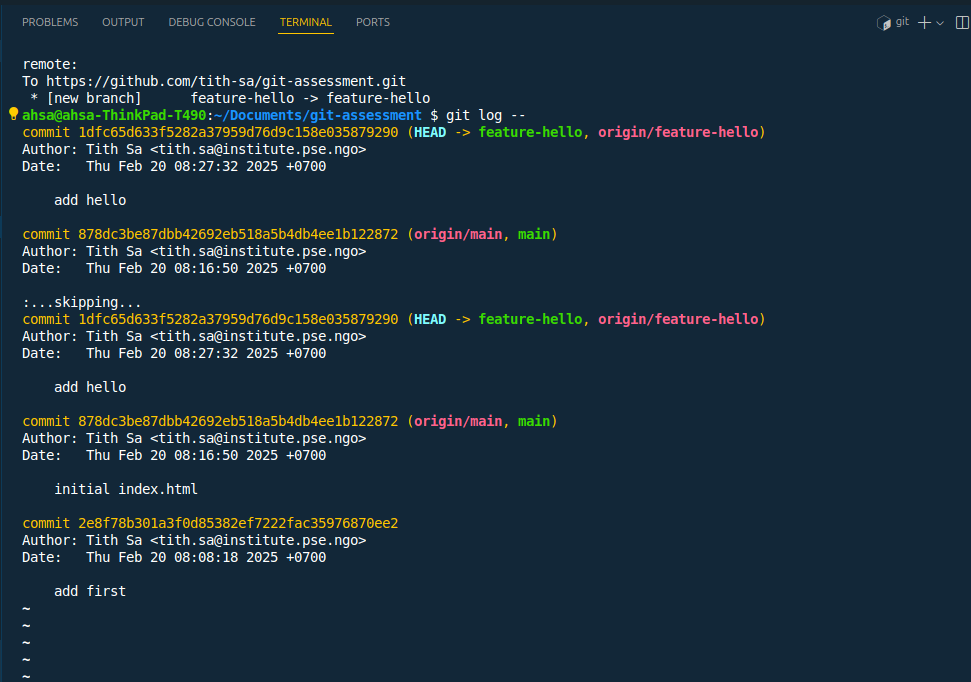 PROBLEMS OUTPUT DEBUG CONSOLE TERMINAL PORTS git
remote:
To https://github.com/tith-sa/git-assessment.git
 * [new branch]      feature-hello -> feature-hello
ahsa@ahsa-ThinkPad-T490:~/Documents/git-assessment $ git log --
commit 1dfc65d633f5282a37959d76d9c158e035879290 (HEAD -> feature-hello, origin/feature-hello)
Author: Tith Sa <tith.sa@institute.pse.ngo>
Date:   Thu Feb 20 08:27:32 2025 +0700
    add hello
commit 878dc3be87dbb42692eb518a5b4db4ee1b122872 (origin/main, main)
Author: Tith Sa <tith.sa@institute.pse.ngo>
Date:   Thu Feb 20 08:16:50 2025 +0700
:...skipping...
commit 1dfc65d633f5282a37959d76d9c158e035879290 (HEAD -> feature-hello, origin/feature-hello)
Author: Tith Sa <tith.sa@institute.pse.ngo>
Date:   Thu Feb 20 08:27:32 2025 +0700
    add hello
commit 878dc3be87dbb42692eb518a5b4db4ee1b122872 (origin/main, main)
Author: Tith Sa <tith.sa@institute.pse.ngo>
Date:   Thu Feb 20 08:16:50 2025 +0700
    initial index.html
commit 2e8f78b301a3f0d85382ef7222fac35976870ee2
Author: Tith Sa <tith.sa@institute.pse.ngo>
Date:   Thu Feb 20 08:08:18 2025 +0700
    add first
~
~
~
~
~